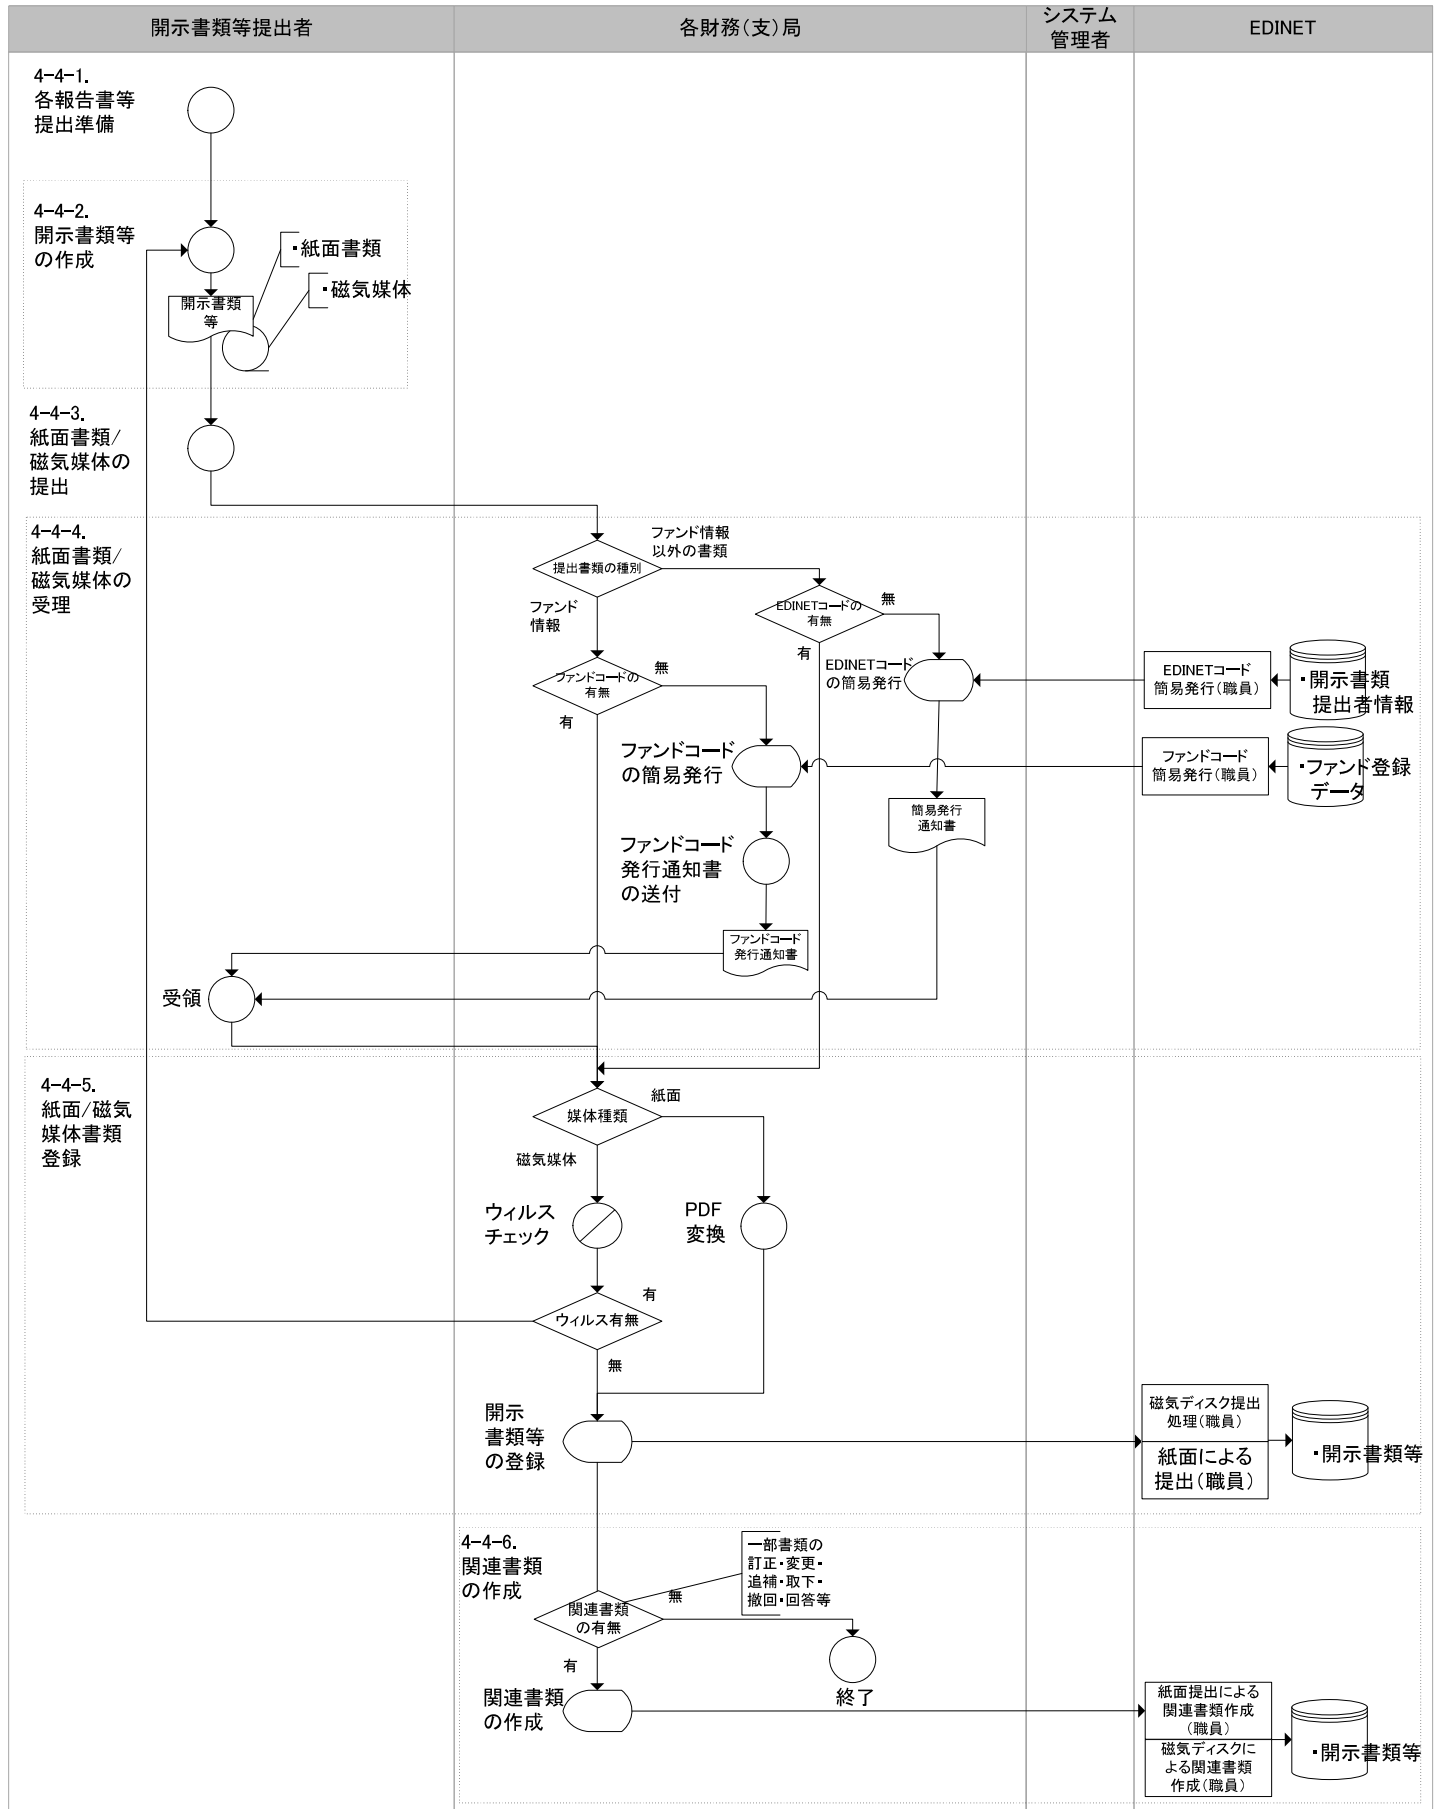 開示書類等提出者
各財務(支)局
システム
管理者
EDINET
4-4-1.
各報告書等
提出準備
4-4-2.
開示書類等
の作成
・紙面書類
・磁気媒体
開示書類
等
4-4-3.
紙面書類/
磁気媒体の
提出
4-4-4.
紙面書類/
磁気媒体の
受理
提出書類の種別
ファンド情報
以外の書類
ファンド
情報
EDINETコードの
有無
無
有
ファンドコードの
有無
無
有
EDINETコード
の簡易発行
EDINETコード
簡易発行(職員)
・開示書類
提出者情報
ファンドコード
の簡易発行
ファンドコード
簡易発行(職員)
・ファンド登録
データ
簡易発行
通知書
ファンドコード
発行通知書
の送付
ファンドコード
発行通知書
受領
4-4-5.
紙面/磁気
媒体書類
登録
媒体種類
紙面
磁気媒体
ウィルス
チェック
PDF
変換
ウィルス有無
有
無
開示
書類等
の登録
磁気ディスク提出
処理(職員)
紙面による
提出(職員)
・開示書類等
4-4-6.
関連書類
の作成
一部書類の
訂正・変更・
追補・取下・
撤回・回答等
関連書類
の有無
無
有
終了
関連書類
の作成
紙面提出による
関連書類作成
(職員)
磁気ディスクに
よる関連書類
作成(職員)
・開示書類等